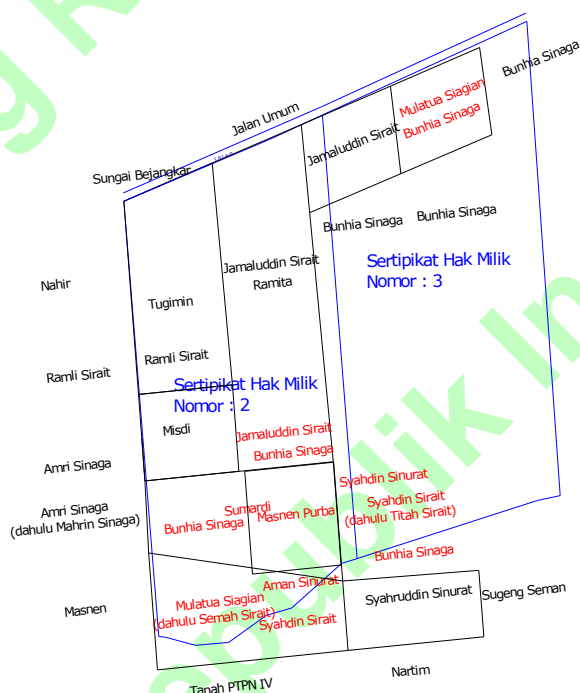 Bunhia Sinaga
Mulatua Siagian
Bunhia Sinaga
Jalan Umum
Jamaluddin Sirait
Sungai Bejangkar
Bunhia Sinaga
Bunhia Sinaga
Jamaluddin Sirait
Ramita
Sertipikat Hak Milik
Nomor : 3
Nahir
Tugimin
Ramli Sirait
Ramli Sirait
Sertipikat Hak Milik
Nomor : 2
Misdi
Jamaluddin Sirait
Bunhia Sinaga
Amri Sinaga
Syahdin Sinurat
Syahdin Sirait
(dahulu Titah Sirait)
Amri Sinaga
(dahulu Mahrin Sinaga)
Sumardi
Bunhia Sinaga
Masnen Purba
Bunhia Sinaga
Aman Sinurat
Masnen
Mulatua Siagian
(dahulu Semah Sirait)
Syahdin Sirait
Syahruddin Sinurat
Sugeng Seman
Nartim
Tanah PTPN IV
g R
epublik In